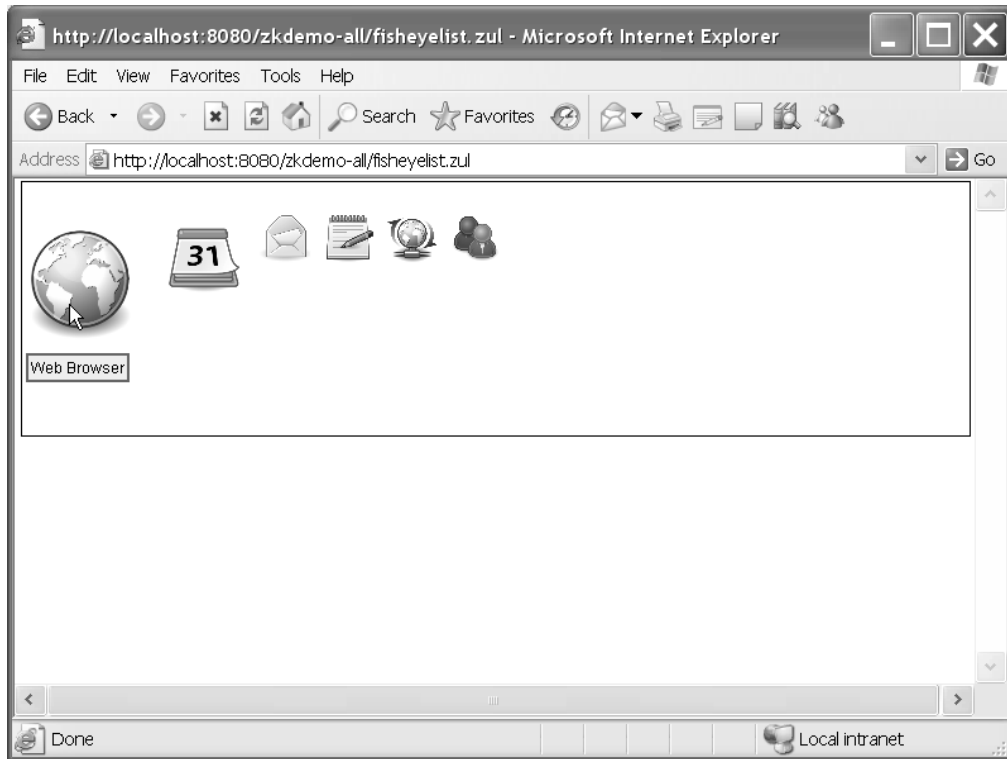 http://localhost:8080/zkdemo-all/fisheyelist.zul - Microsoft Internet Explorer
File Edit View Favorites Tools Help
Back Search Favorites
Address http://localhost:8080/zkdemo-all/fisheyelist.zul Go
31
Web Browser
Done Local intranet